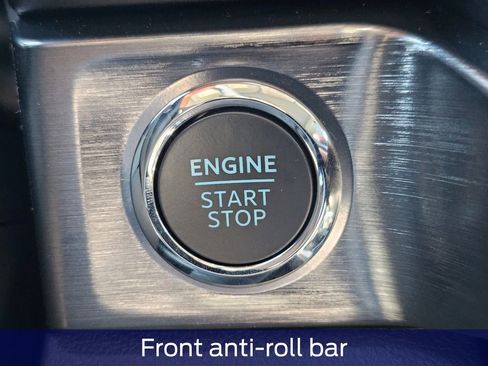 ENGINE
START
STOP
Front anti-roll bar